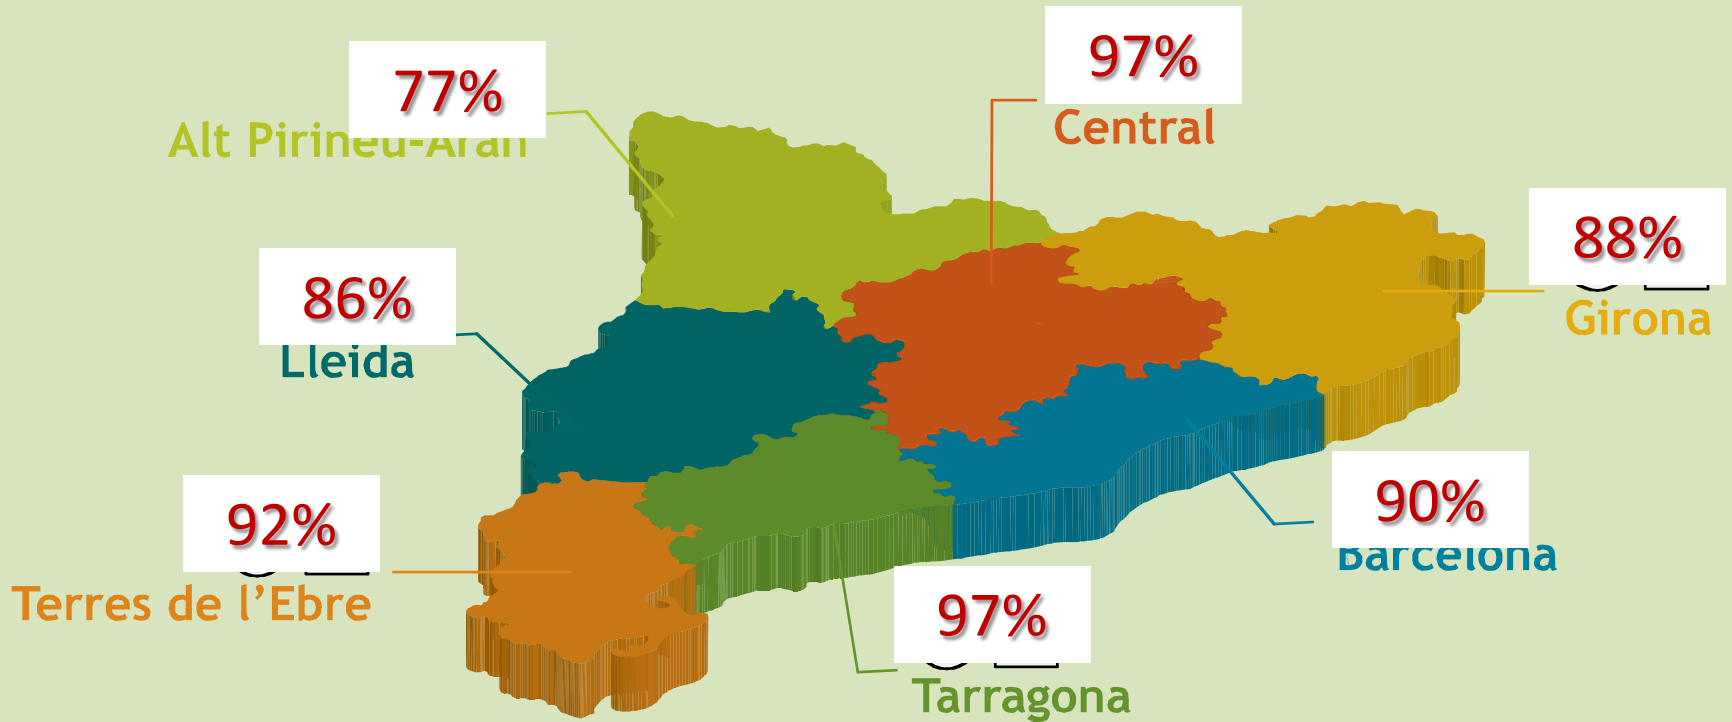 97%
Central
77%
Alt Pirineu-Aran
88%
Girona
86%
Lleida
90%
Barcelona
92%
Terres de l’Ebre
97%
Tarragona